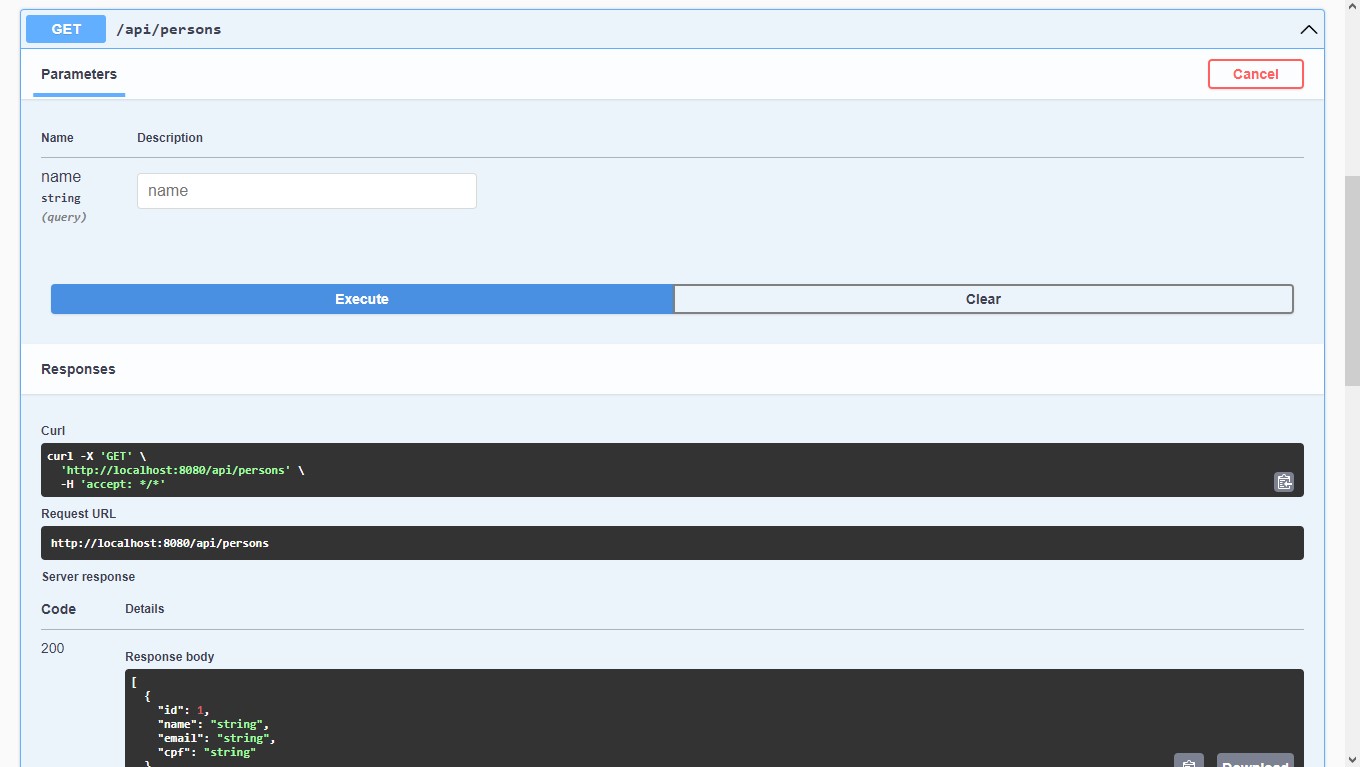 GET /api/persons
Parameters Cancel
Name Description
name
string
(query)
name
Execute Clear
Responses
Curl
curl -X 'GET' \
'http://localhost:8080/api/persons' \
-H 'accept: */*'
Request URL
http://localhost:8080/api/persons
Server response
Code Details
200
Response body
[
{
"id": 1,
"name": "string",
"email": "string",
"cpf": "string"
}
Download